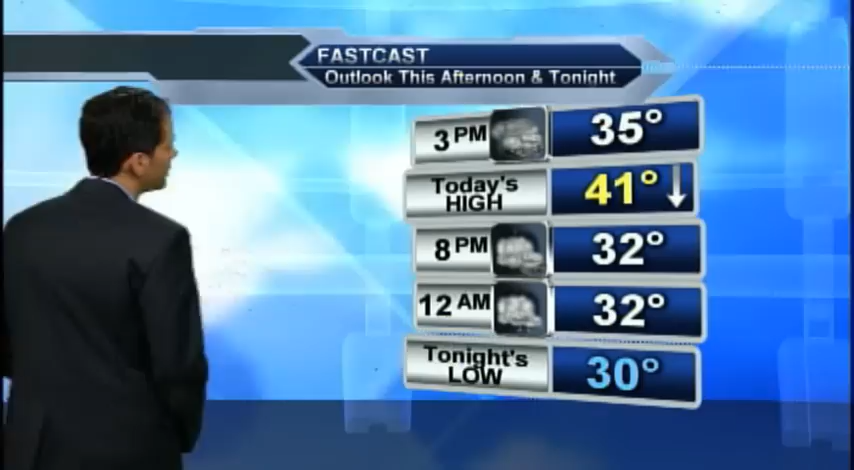 FASTCAST
Outlook This Afternoon & Tonight
3 PM 35°
Today's
HIGH 41°
8 PM 32°
12 AM 32°
Tonight's
LOW 30°